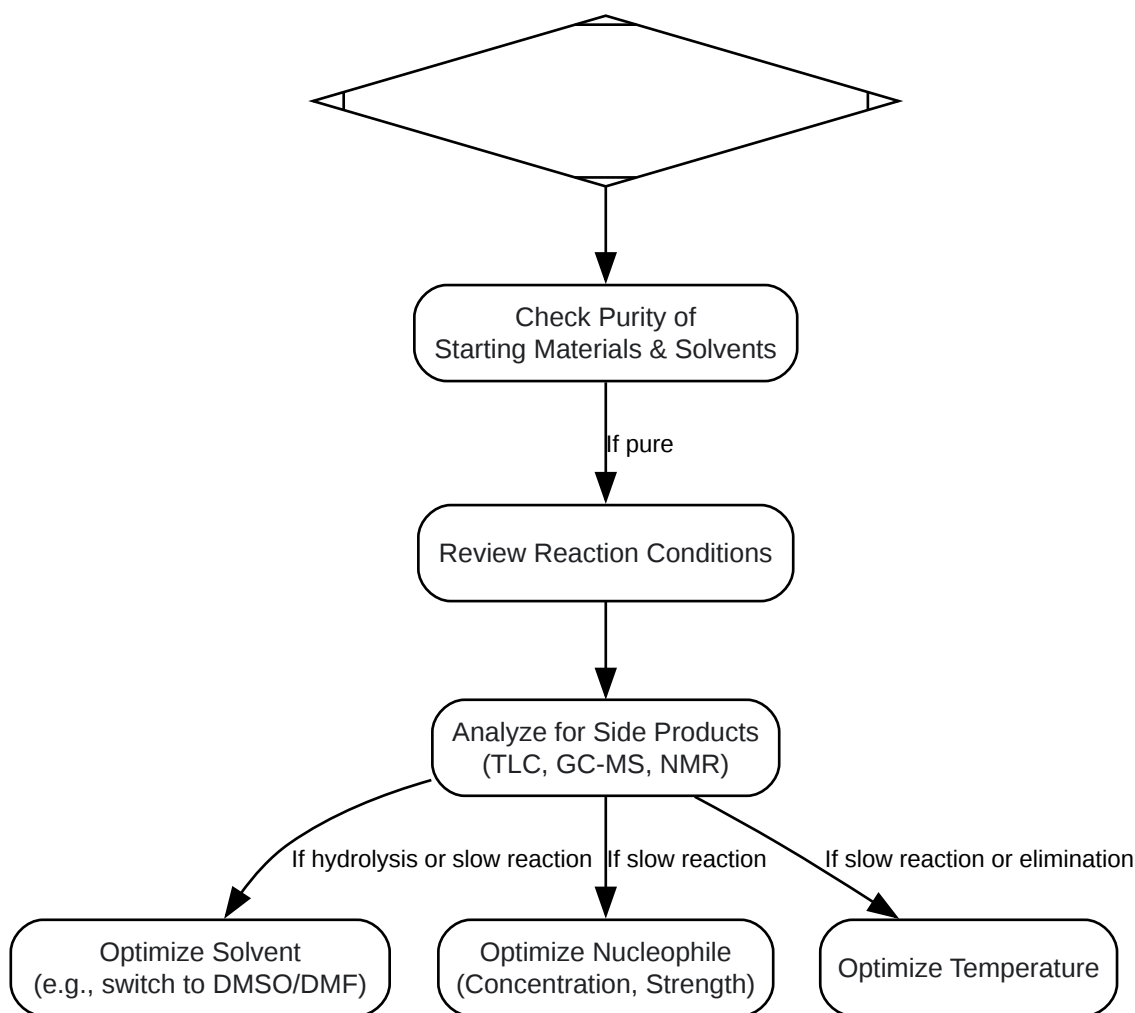 Check Purity of
Starting Materials & Solvents
If pure
Review Reaction Conditions
Analyze for Side Products
(TLC, GC-MS, NMR)
If hydrolysis or slow reaction
If slow reaction
If slow reaction or elimination
Optimize Solvent
(e.g., switch to DMSO/DMF)
Optimize Nucleophile
(Concentration, Strength)
Optimize Temperature